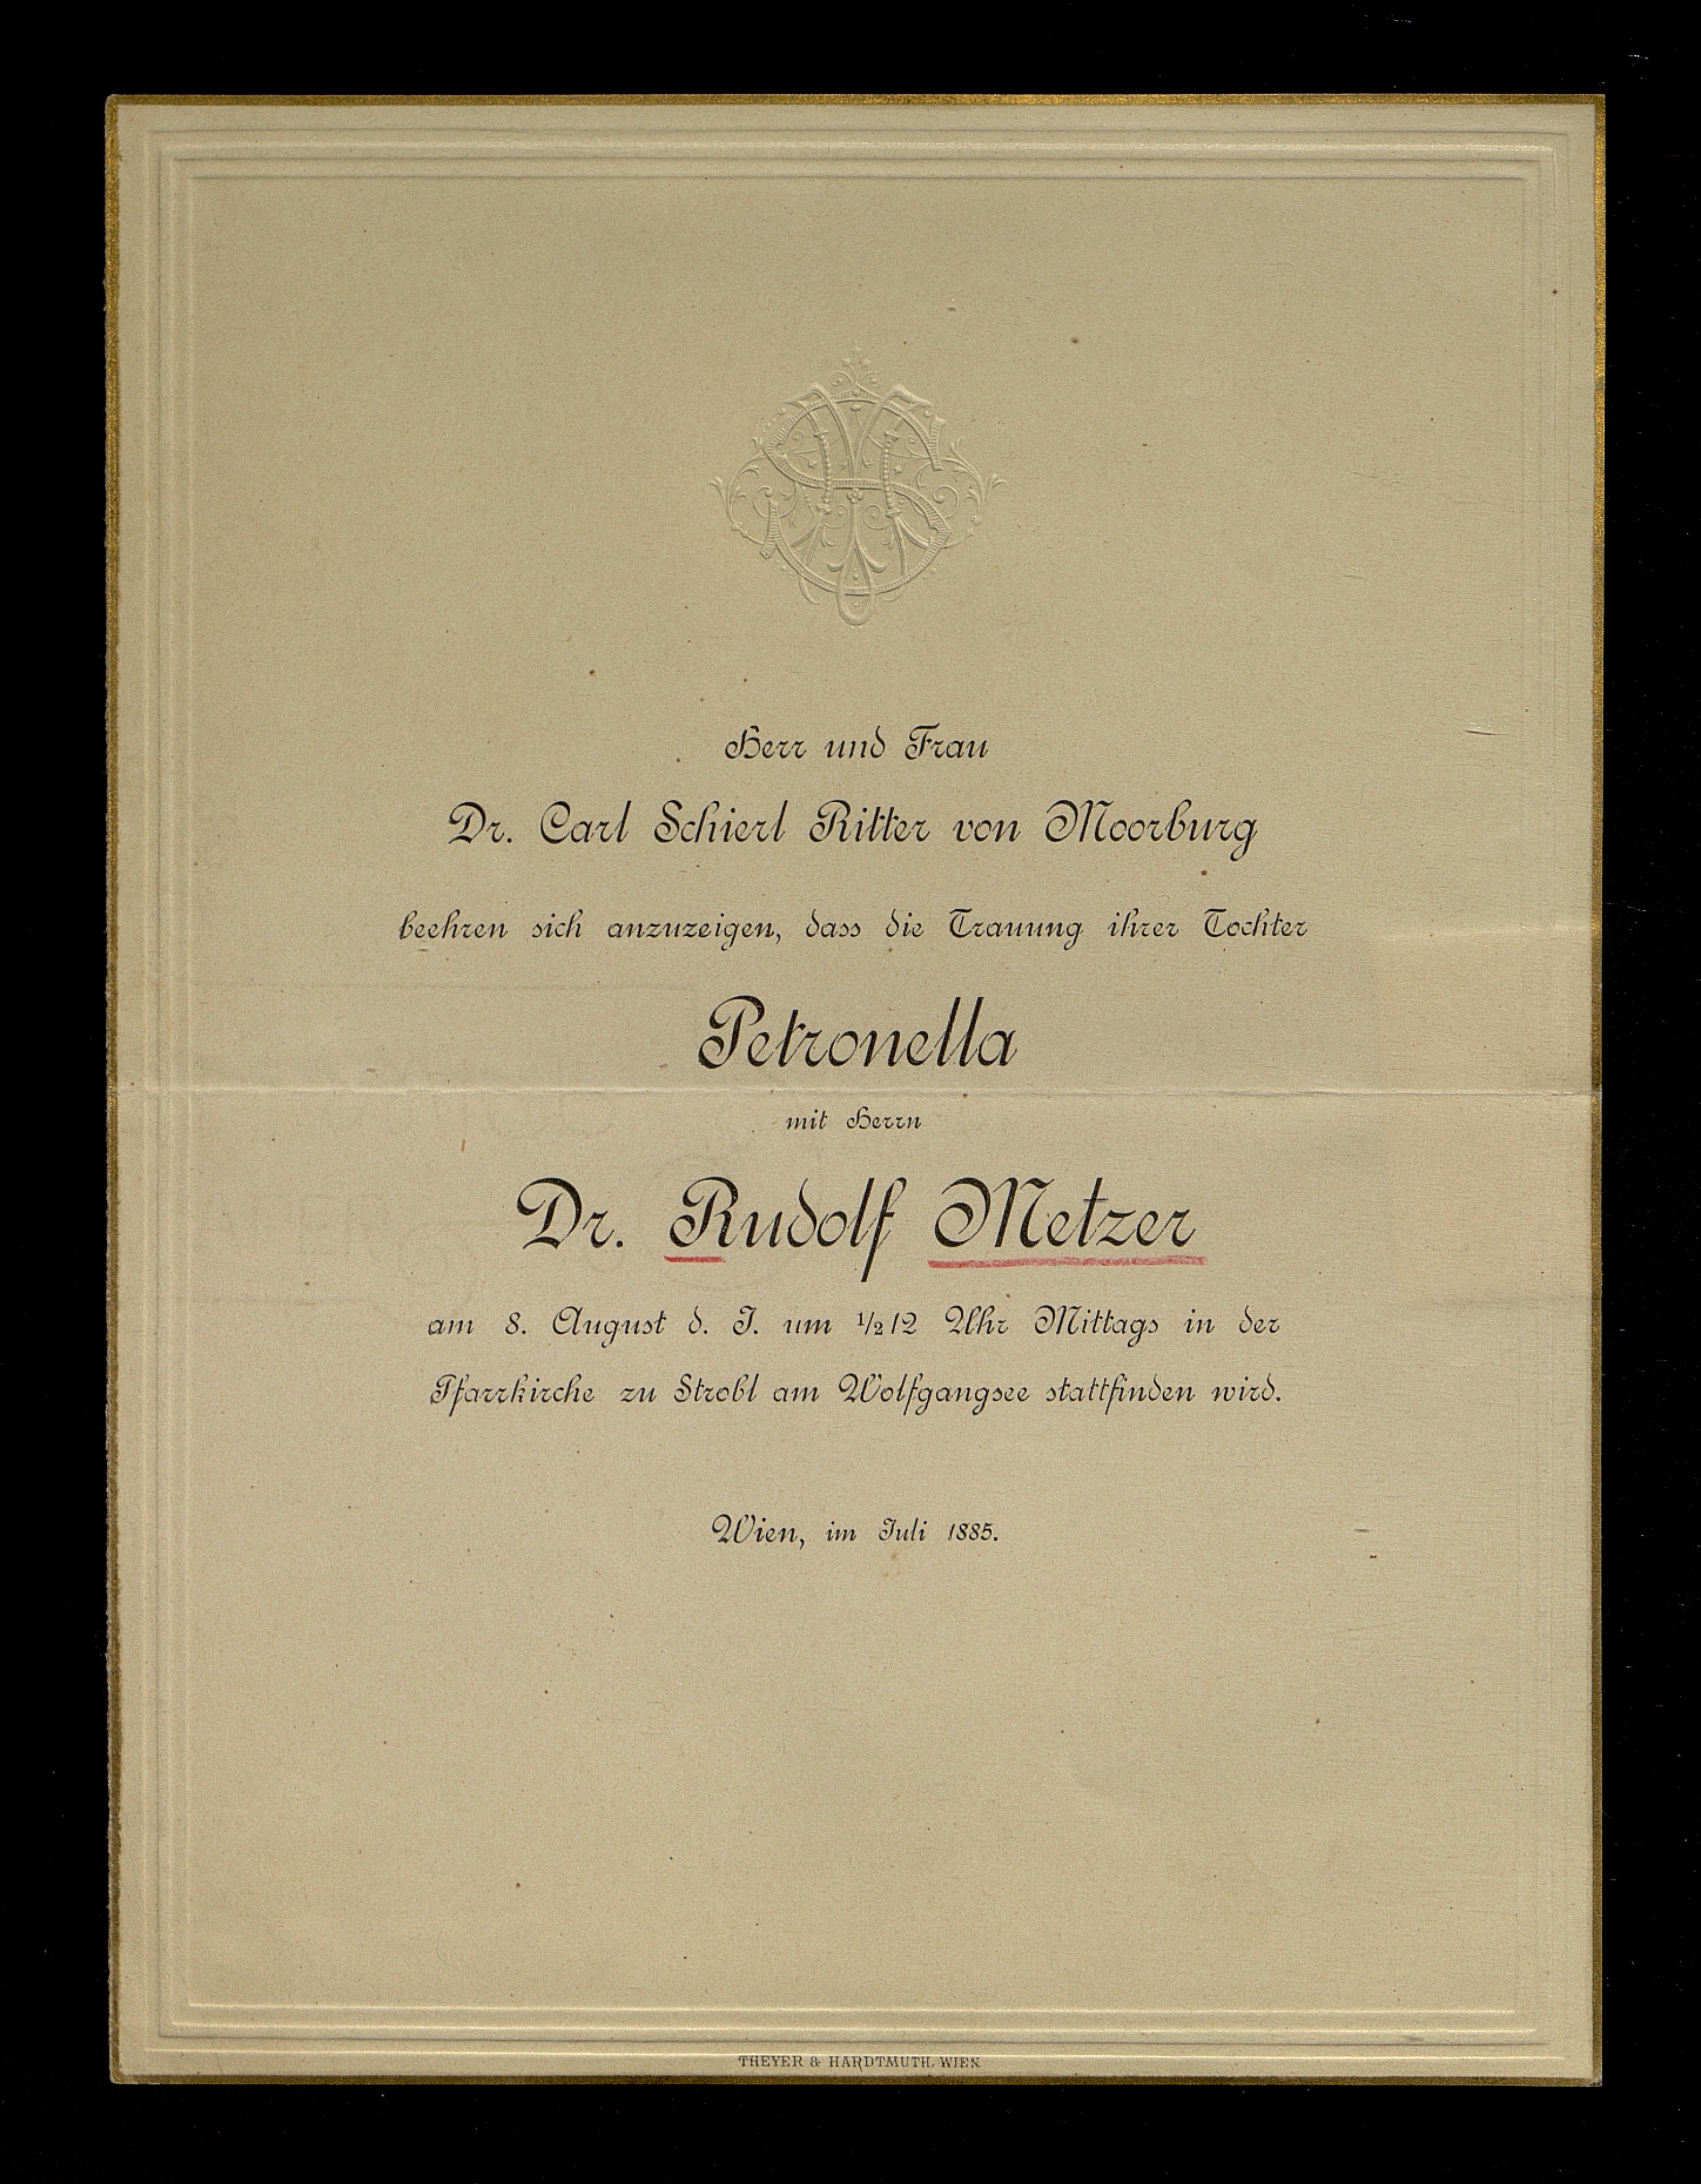 Herr und Frau
Dr. Carl Schierl Ritter von Moorburg
beehren sich anzuzeigen, dass die Trauung ihrer Tochter
Petronella
mit Herrn
Dr. Rudolf Metzer
am 8. August d. J. um 1/2 12 Uhr Mittags in der
Pfarrkirche zu Strobl am Wolfgangsee stattfinden wird.
Wien, im Juli 1885.
THEYER & HARDTMUTH, WIEN